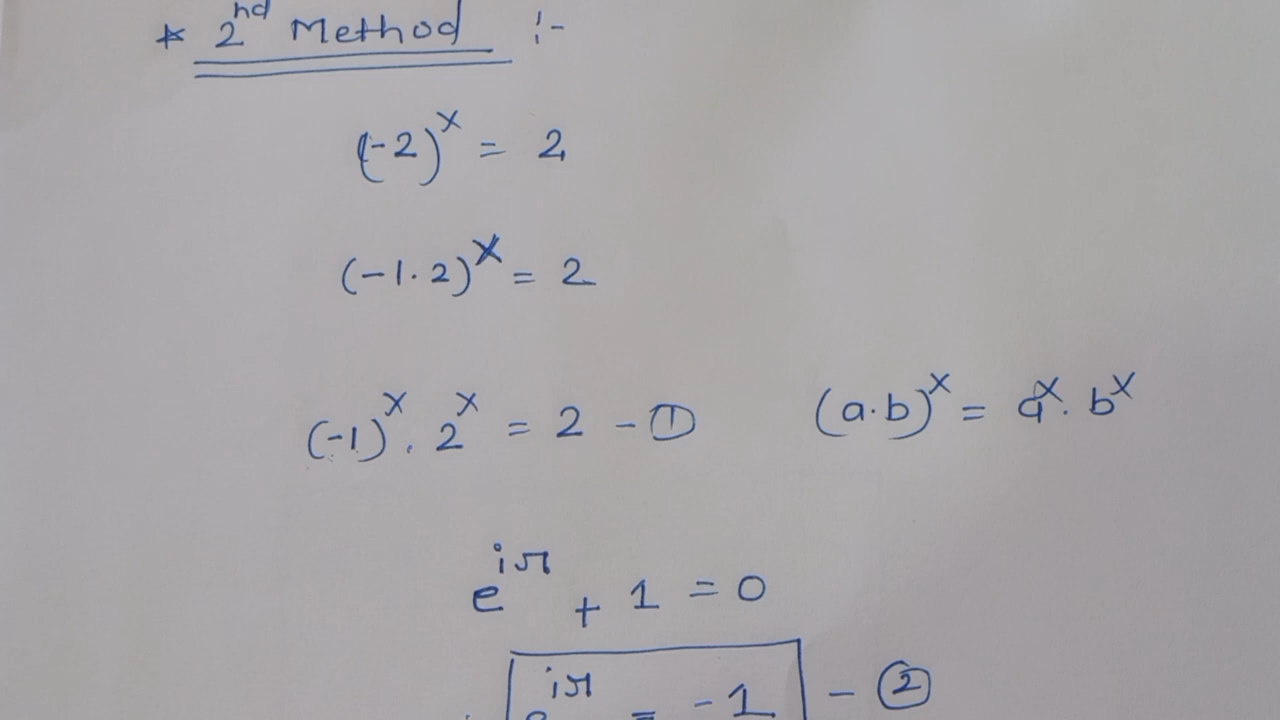 * 2nd Method :-
(-2)^x = 2
(-1.2)^x = 2
(-1)^x . 2^x = 2 - ① (a.b)^x = a^x . b^x
e^iπ + 1 = 0
e^iπ = -1 - ②